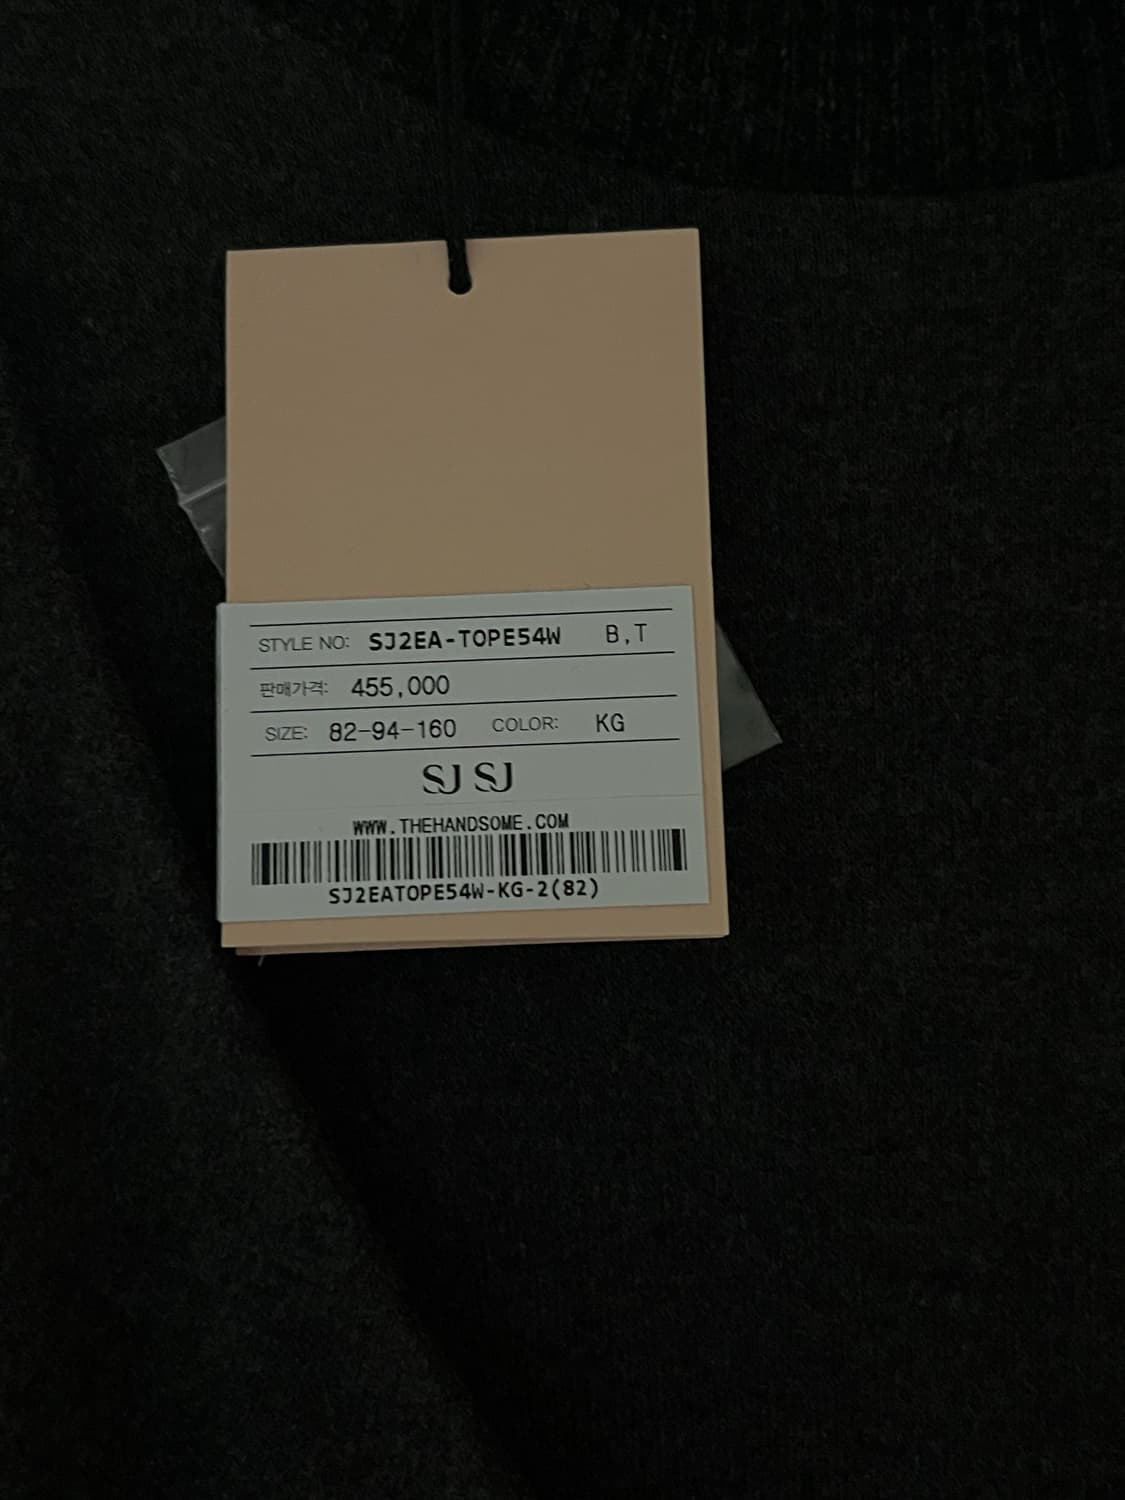 STYLE NO: SJ2EA-TOPE54W B,T
판매가격: 455,000
SIZE: 82-94-160 COLOR: KG
SJ SJ
WWW.THEHANDSOME.COM
SJ2EATOPE54W-KG-2(82)